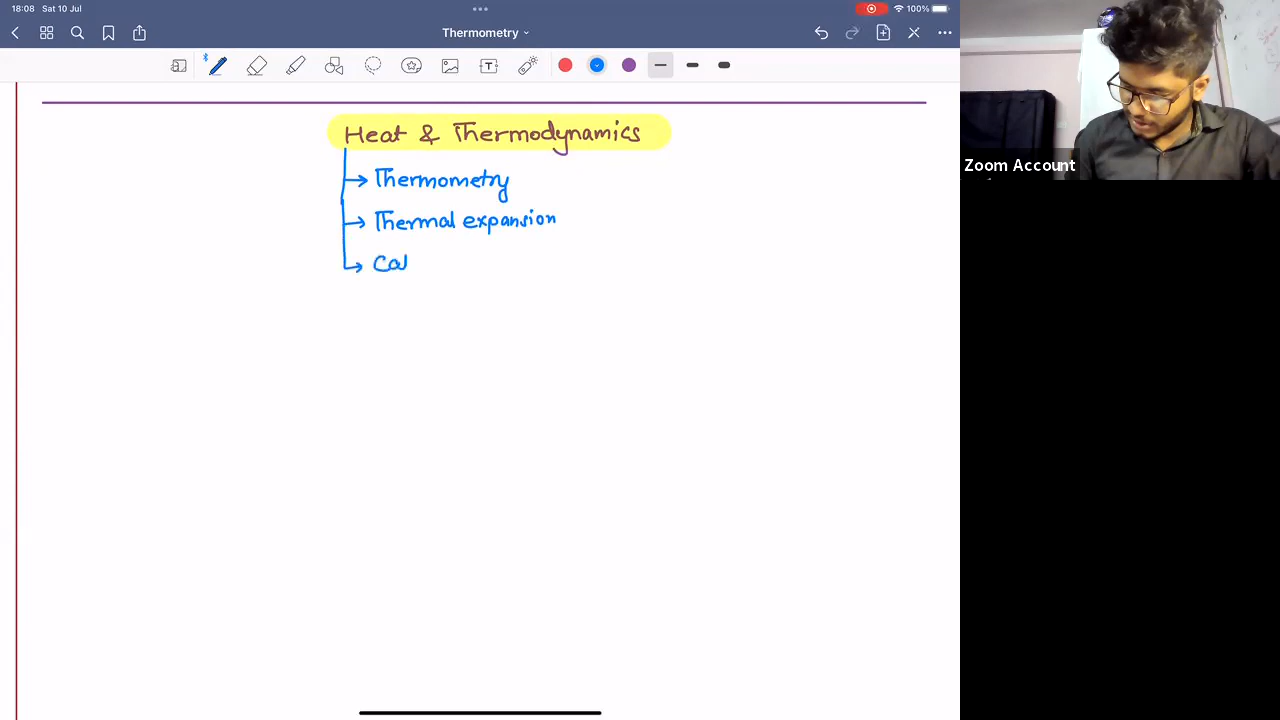 18:08 Sat 10 Jul
100%
Thermometry
T
Heat & Thermodynamics
Thermometry
Thermal expansion
Cal
Zoom Account